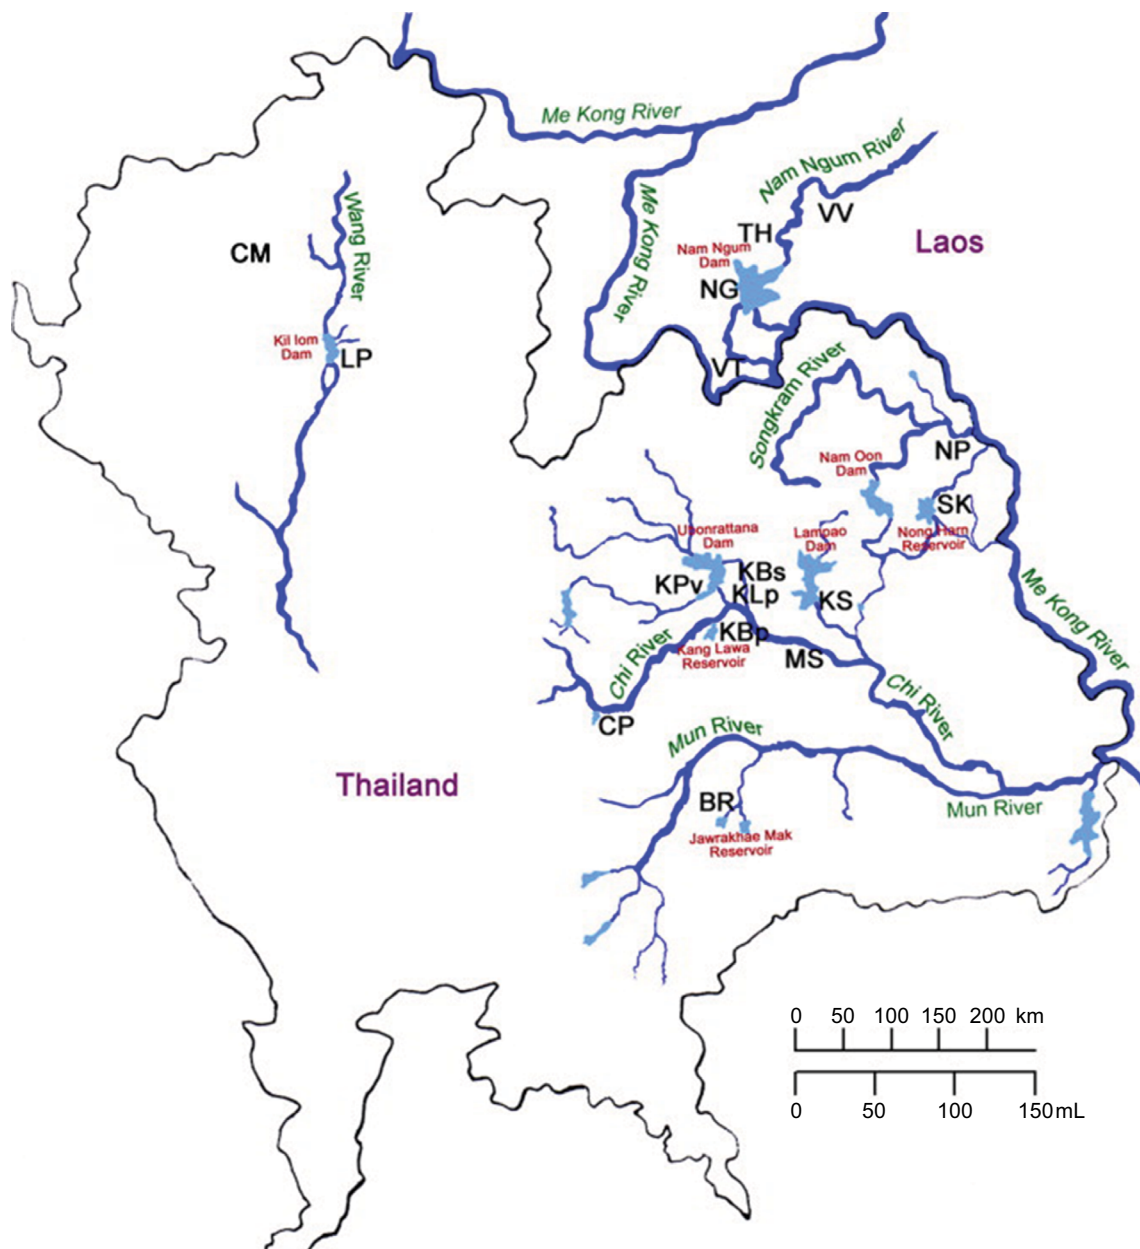 Me Kong River
Nam Ngum River
Me Kong River
Wang River
VV
TH
CM
Laos
Nam Ngum
Dam
NG
Kil lom
Dam
LP
VT
Songkram River
NP
Nam Oon
Dam
SK
Ubonrattana
Dam
Lampao
Dam
Nong Harn
Reservoir
KBs
KPv
KLp
KS
KBp
Kang Lawa
Reservoir
Chi River
MS
Me Kong River
Chi River
CP
Mun River
Thailand
BR
Mun River
Jawrakhae Mak
Reservoir
0 50 100 150 200 km
0 50 100 150 mL